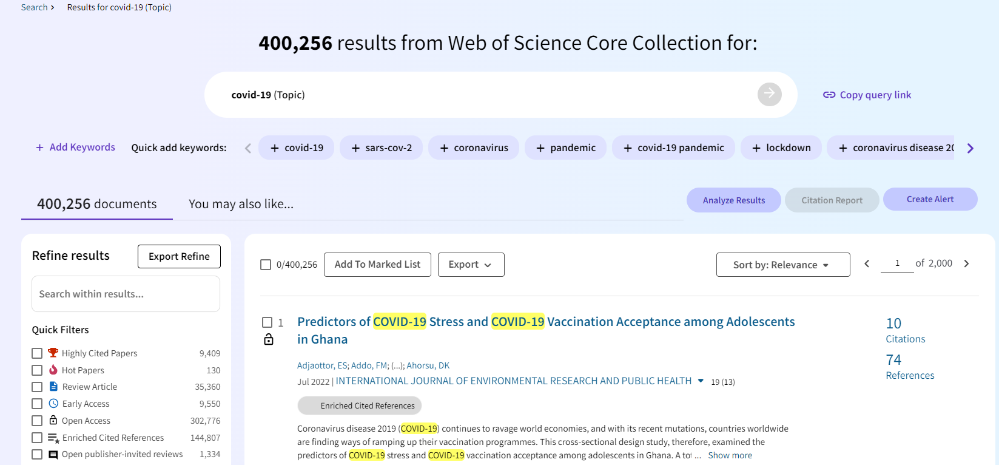 Search > Results for covid-19 (Topic)
400,256 results from Web of Science Core Collection for:
covid-19 (Topic)
Copy query link
+ Add Keywords Quick add keywords: + covid-19 + sars-cov-2 + coronavirus + pandemic + covid-19 pandemic + lockdown + coronavirus disease 20
400,256 documents You may also like...
Analyze Results Citation Report Create Alert
Refine results Export Refine
Search within results...
Quick Filters
Highly Cited Papers 9,409
Hot Papers 130
Review Article 35,360
Early Access 9,550
Open Access 302,776
Enriched Cited References 144,807
Open publisher-invited reviews 1,334
0/400,256 Add To Marked List Export Sort by: Relevance 1 of 2,000
1 Predictors of COVID-19 Stress and COVID-19 Vaccination Acceptance among Adolescents
in Ghana
Adjaottor, ES; Addo, FM; (...); Ahorsu, DK
Jul 2022 | INTERNATIONAL JOURNAL OF ENVIRONMENTAL RESEARCH AND PUBLIC HEALTH 19 (13)
Enriched Cited References
Coronavirus disease 2019 (COVID-19) continues to ravage world economies, and with its recent mutations, countries worldwide
are finding ways of ramping up their vaccination programmes. This cross-sectional design study, therefore, examined the
predictors of COVID-19 stress and COVID-19 vaccination acceptance among adolescents in Ghana. A tot ... Show more
10
Citations
74
References